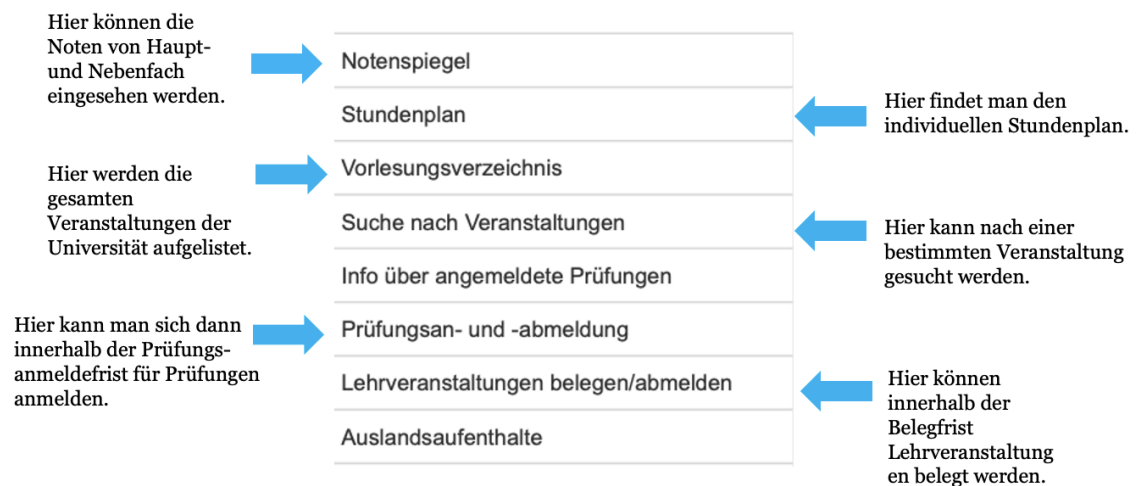 Hier können die
Noten von Haupt-
und Nebenfach
eingesehen werden.
Notenspiegel
Stundenplan
Hier findet man den
individuellen Stundenplan.
Hier werden die
gesamten
Veranstaltungen der
Universität aufgelistet.
Vorlesungsverzeichnis
Suche nach Veranstaltungen
Hier kann nach einer
bestimmten Veranstaltung
gesucht werden.
Info über angemeldete Prüfungen
Hier kann man sich dann
innerhalb der Prüfungs-
anmeldefrist für Prüfungen
anmelden.
Prüfungsan- und -abmeldung
Lehrveranstaltungen belegen/abmelden
Hier können
innerhalb der
Belegfrist
Lehrveranstaltung
en belegt werden.
Auslandsaufenthalte